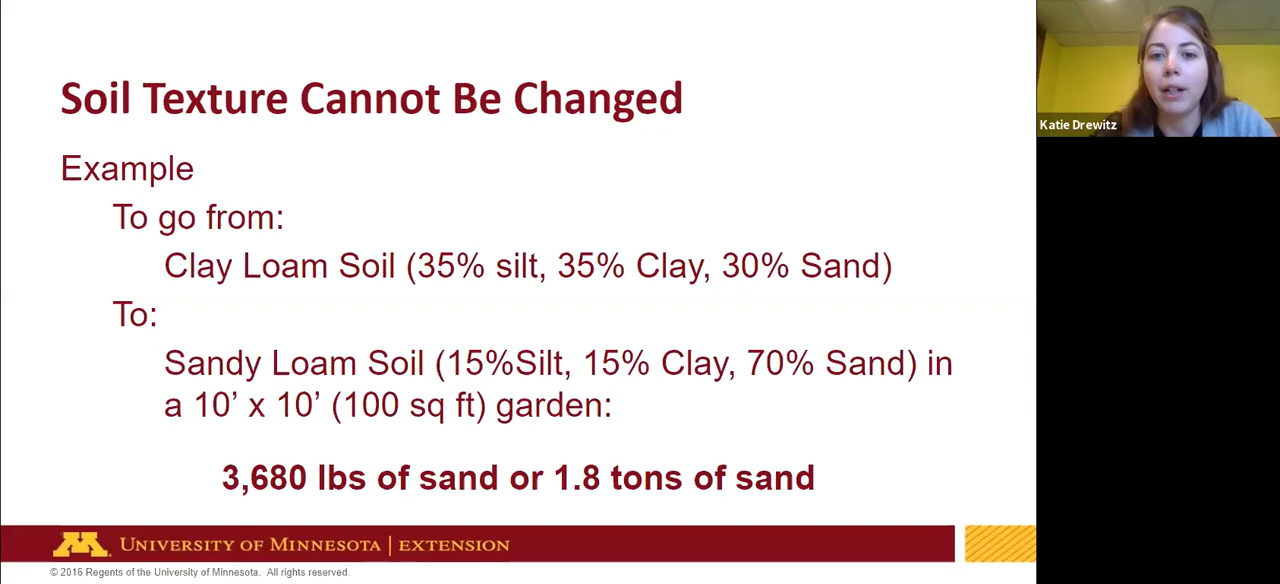 Soil Texture Cannot Be Changed
Example
To go from:
Clay Loam Soil (35% silt, 35% Clay, 30% Sand)
To:
Sandy Loam Soil (15%Silt, 15% Clay, 70% Sand) in
a 10’ x 10’ (100 sq ft) garden:
3,680 lbs of sand or 1.8 tons of sand
M UNIVERSITY OF MINNESOTA | EXTENSION
© 2016 Regents of the University of Minnesota. All rights reserved.
Katie Drewitz